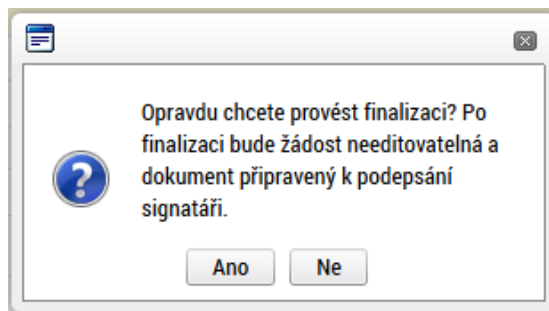 Opravdu chcete provést finalizaci? Po
finalizaci bude žádost needitovatelná a
dokument připravený k podepsání
signatáři.
Ano Ne